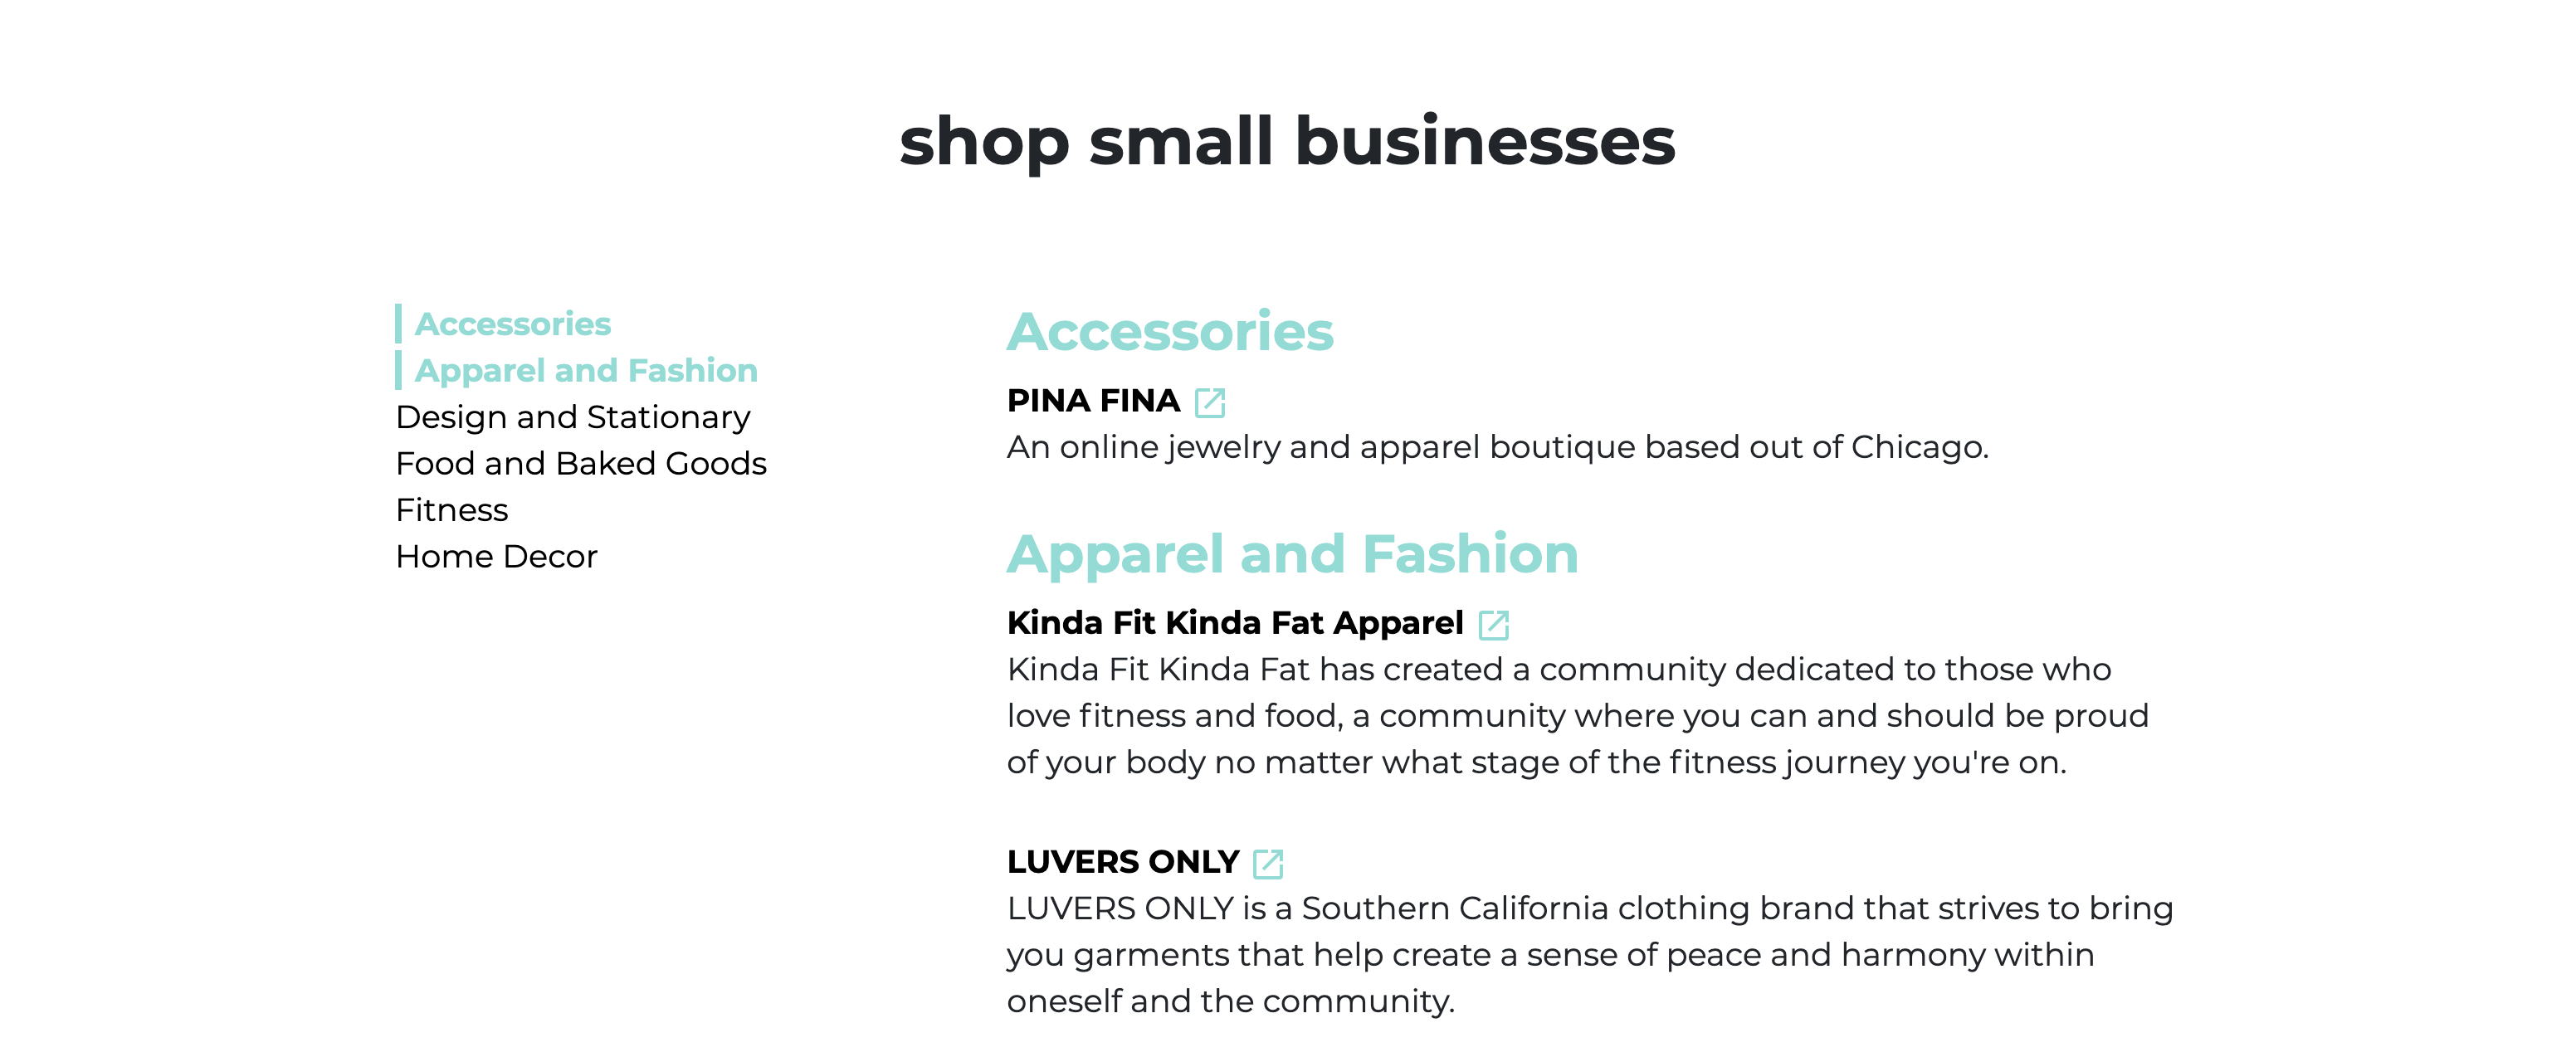 shop small businesses
Accessories
Apparel and Fashion
Design and Stationary
Food and Baked Goods
Fitness
Home Decor
Accessories
PINA FINA
An online jewelry and apparel boutique based out of Chicago.
Apparel and Fashion
Kinda Fit Kinda Fat Apparel
Kinda Fit Kinda Fat has created a community dedicated to those who
love fitness and food, a community where you can and should be proud
of your body no matter what stage of the fitness journey you're on.
LUVERS ONLY
LUVERS ONLY is a Southern California clothing brand that strives to bring
you garments that help create a sense of peace and harmony within
oneself and the community.